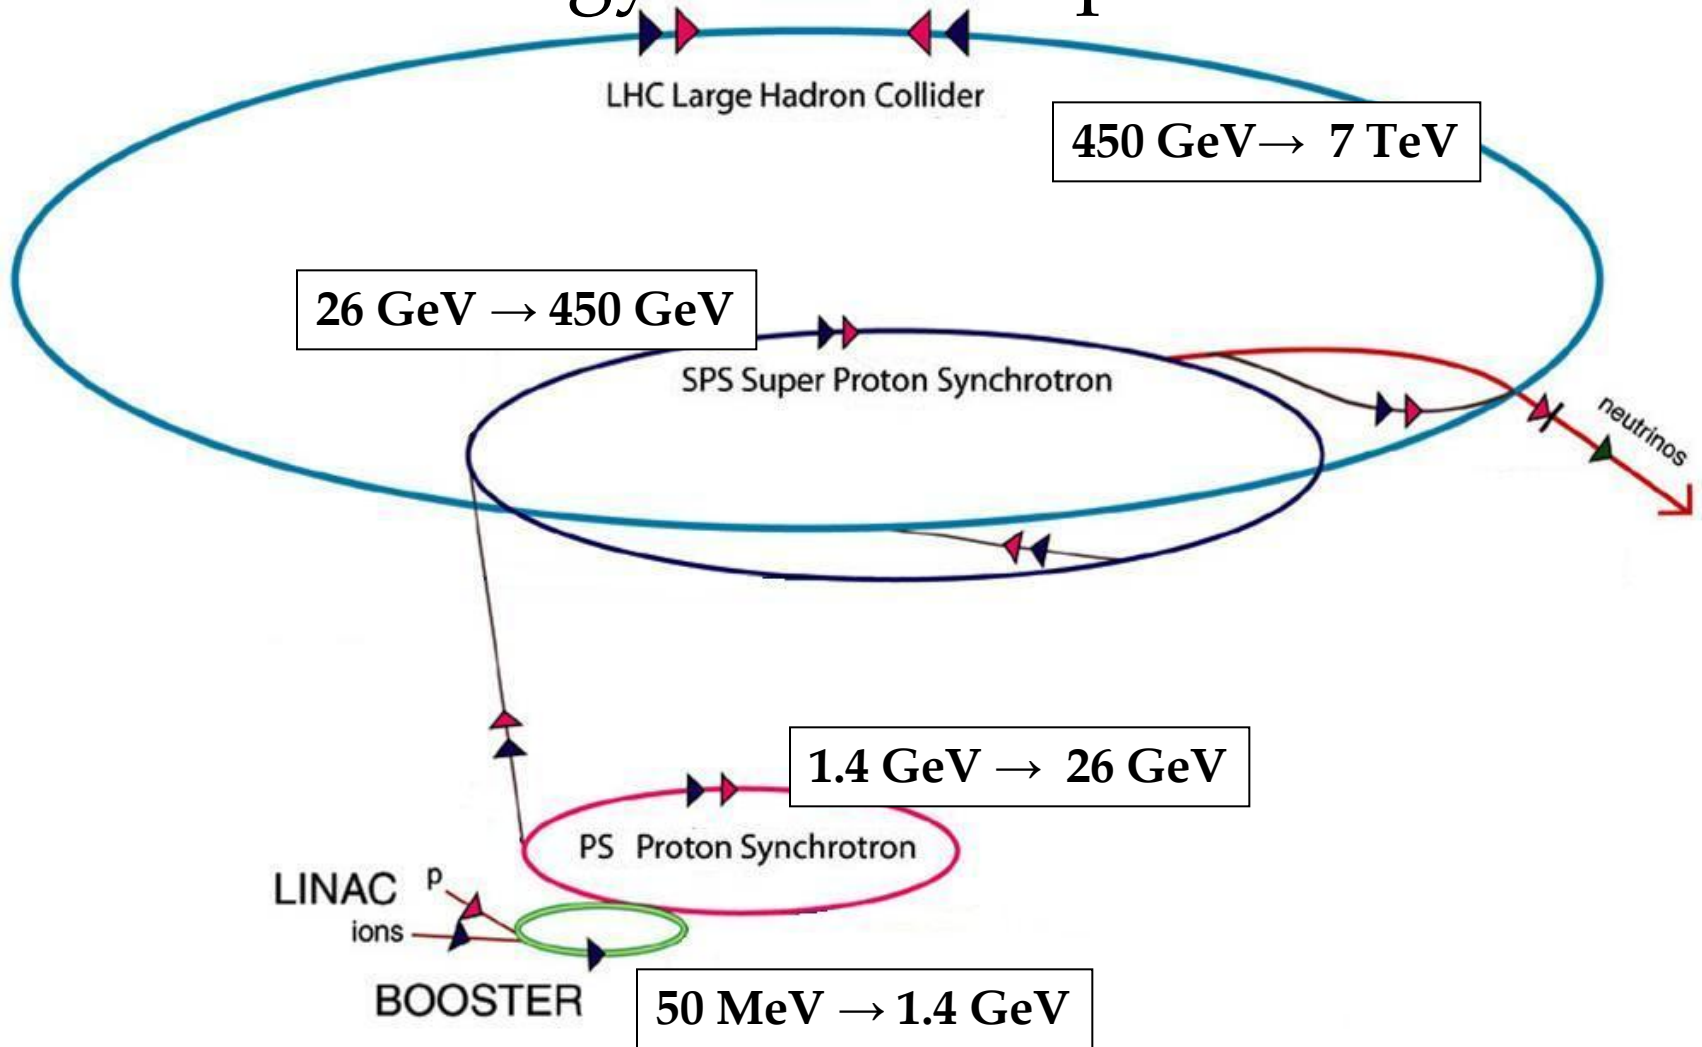 LHC Large Hadron Collider
450 GeV→ 7 TeV
26 GeV → 450 GeV
SPS Super Proton Synchrotron
neutrinos
1.4 GeV → 26 GeV
PS Proton Synchrotron
LINAC p
ions
BOOSTER
50 MeV → 1.4 GeV